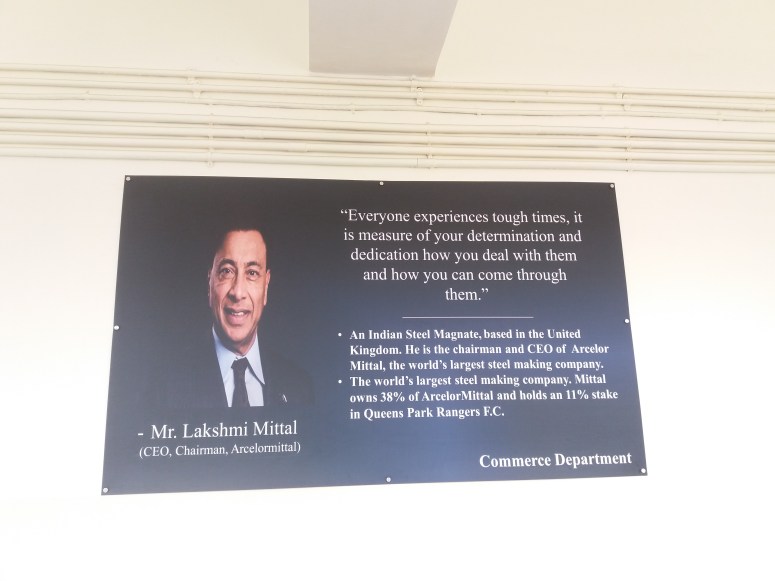 “Everyone experiences tough times, it
is measure of your determination and
dedication how you deal with them
and how you can come through
them.”
• An Indian Steel Magnate, based in the United
Kingdom. He is the chairman and CEO of Arcelor
Mittal, the world’s largest steel making company.
• The world’s largest steel making company. Mittal
owns 38% of ArcelorMittal and holds an 11% stake
in Queens Park Rangers F.C.
- Mr. Lakshmi Mittal
(CEO, Chairman, Arcelormittal)
Commerce Department